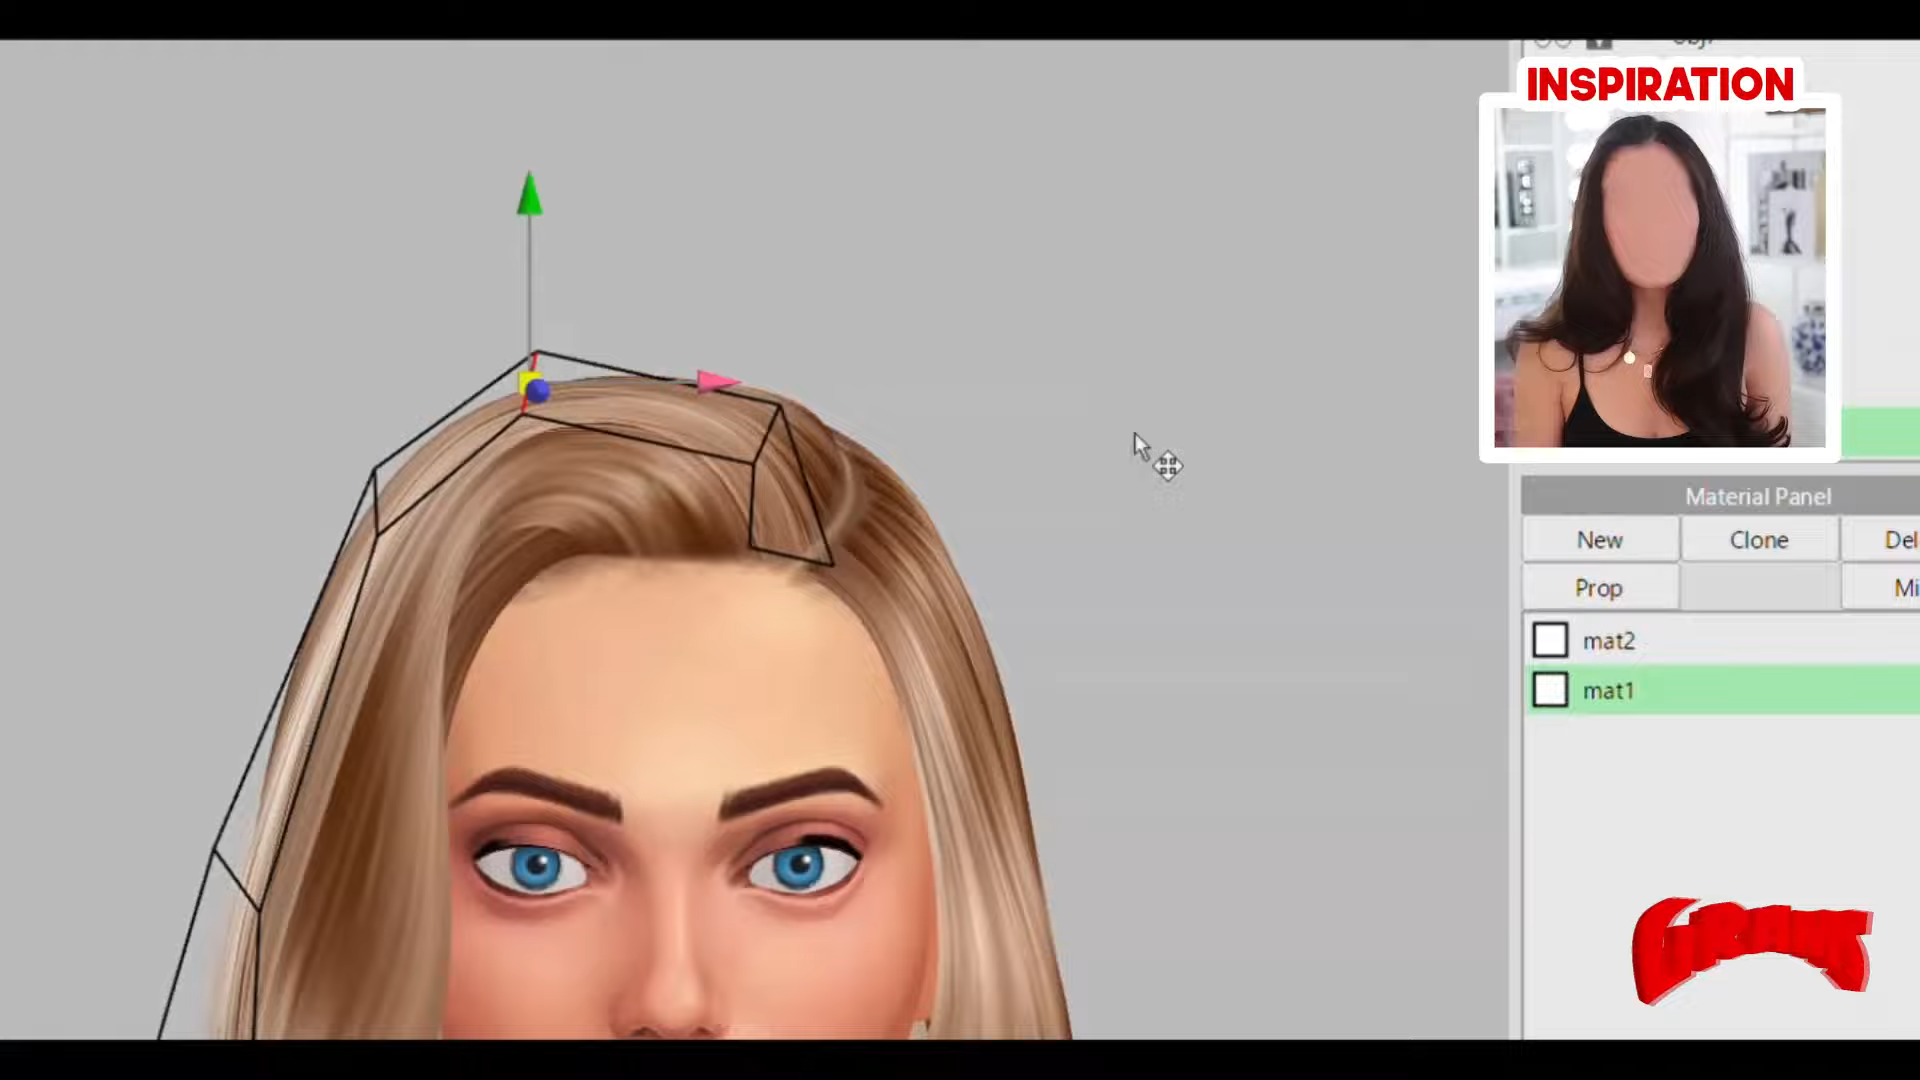 INSPIRATION
Material Panel
New Clone Del
Prop Mi
mat2
mat1